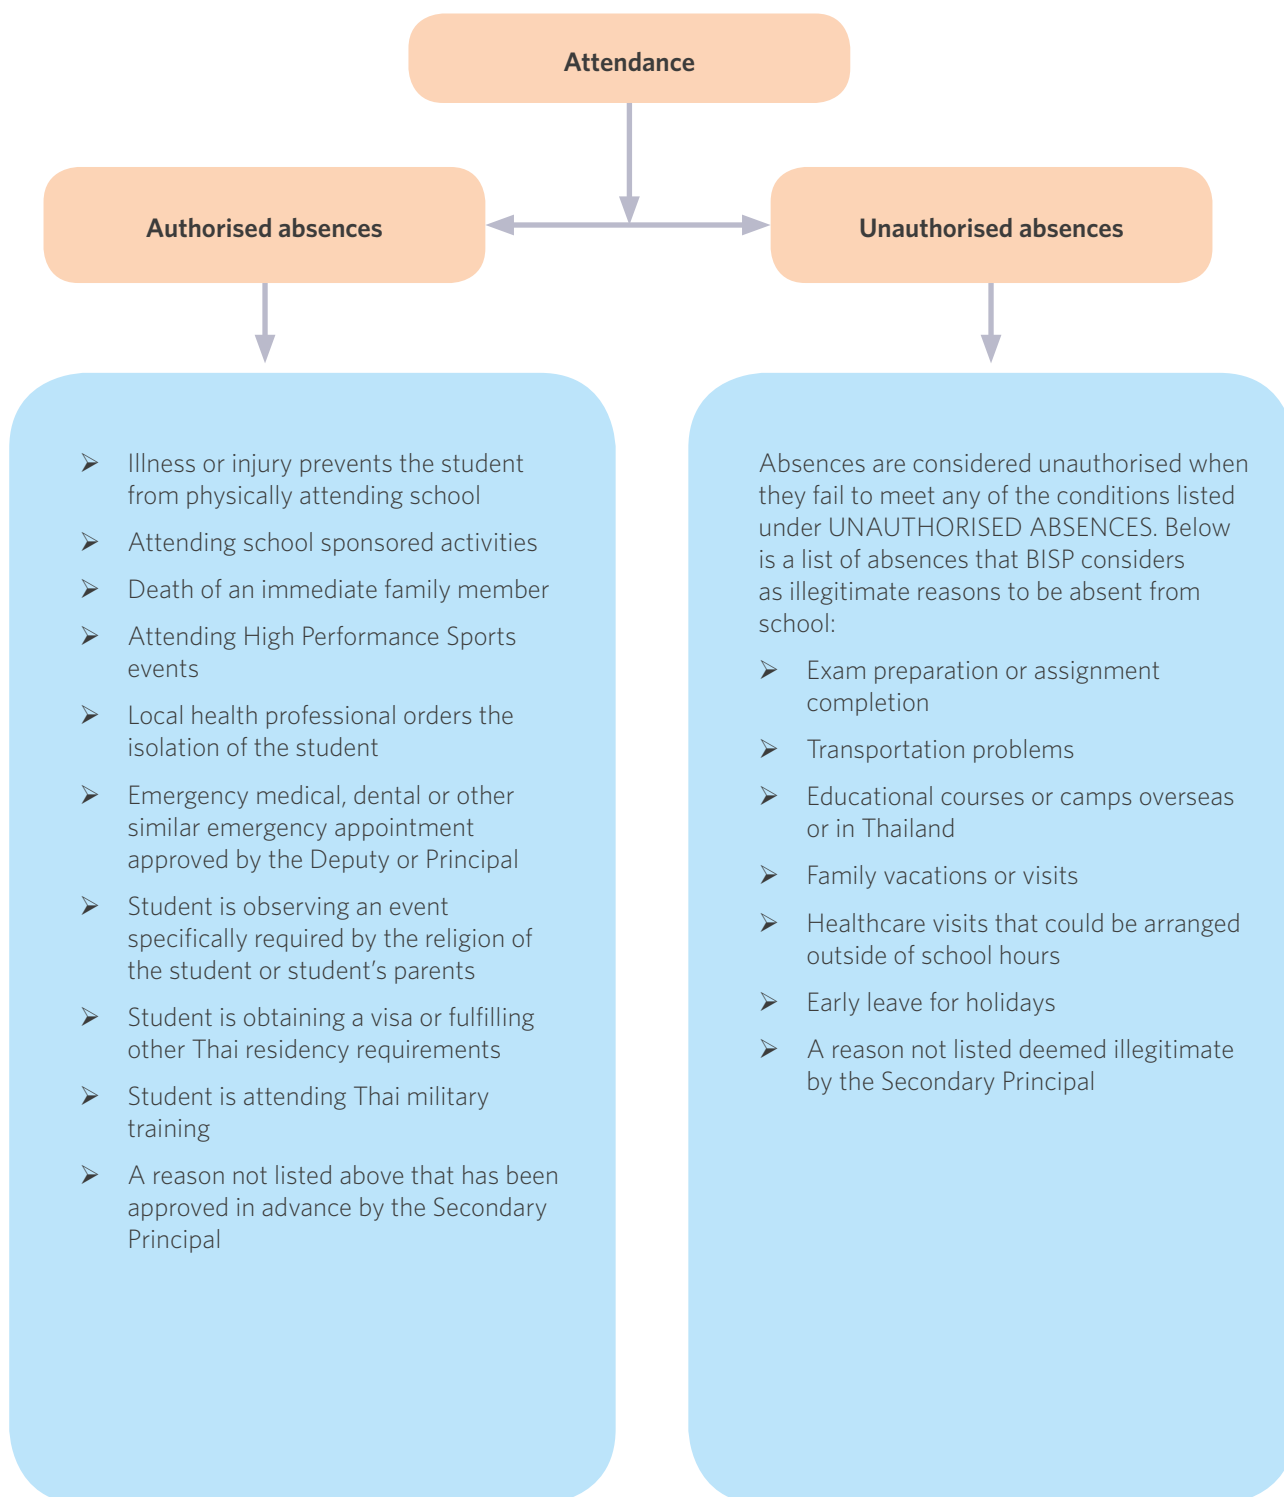 Attendance
Authorised absences
Unauthorised absences
➢ Illness or injury prevents the student
from physically attending school
➢ Attending school sponsored activities
➢ Death of an immediate family member
➢ Attending High Performance Sports
events
➢ Local health professional orders the
isolation of the student
➢ Emergency medical, dental or other
similar emergency appointment
approved by the Deputy or Principal
➢ Student is observing an event
specifically required by the religion of
the student or student’s parents
➢ Student is obtaining a visa or fulfilling
other Thai residency requirements
➢ Student is attending Thai military
training
➢ A reason not listed above that has been
approved in advance by the Secondary
Principal
Absences are considered unauthorised when
they fail to meet any of the conditions listed
under UNAUTHORISED ABSENCES. Below
is a list of absences that BISP considers
as illegitimate reasons to be absent from
school:
➢ Exam preparation or assignment
completion
➢ Transportation problems
➢ Educational courses or camps overseas
or in Thailand
➢ Family vacations or visits
➢ Healthcare visits that could be arranged
outside of school hours
➢ Early leave for holidays
➢ A reason not listed deemed illegitimate
by the Secondary Principal